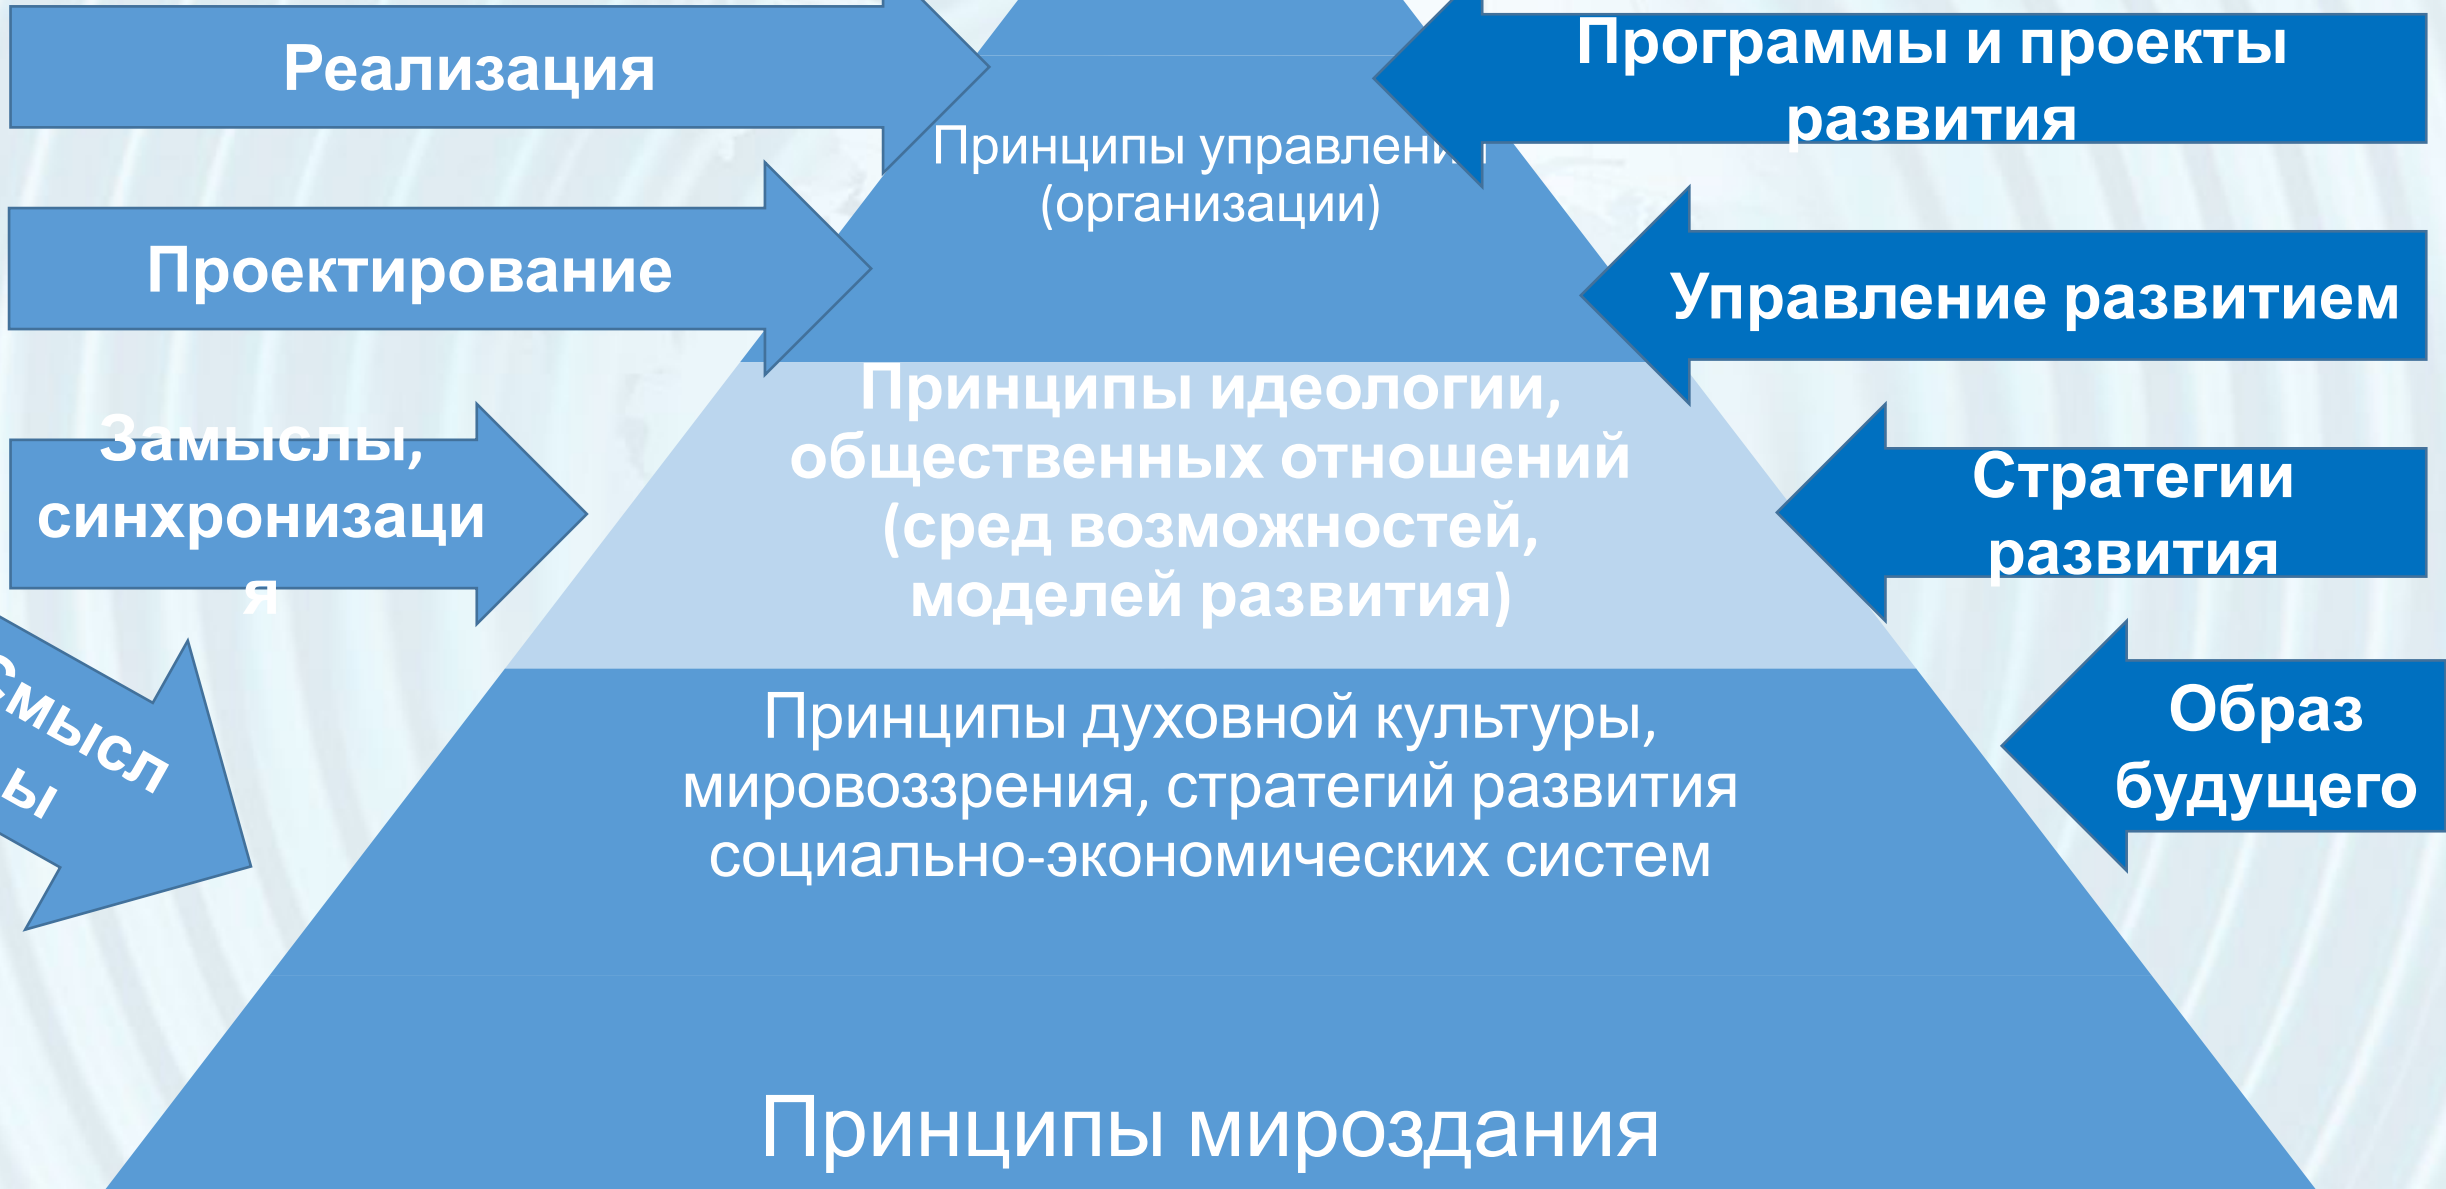 Реализация
Программы и проекты
развития
Принципы управлени
(организации)
Проектирование
Управление развитием
Принципы идеологии,
общественных отношений
(сред возможностей,
моделей развития)
Замыслы,
синхронизаци
я
Стратегии
развития
Смысл
ы
Образ
будущего
Принципы духовной культуры,
мировоззрения, стратегий развития
социально-экономических систем
Принципы мироздания